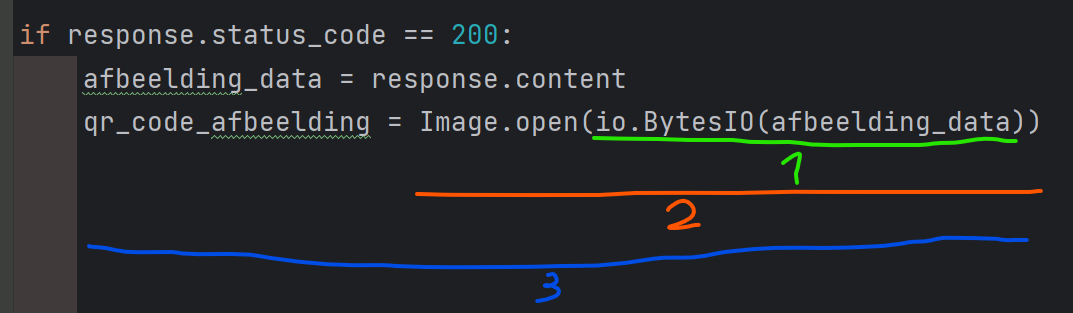 if response.status_code == 200:
afbeelding_data = response.content
qr_code_afbeelding = Image.open(io.BytesIO(afbeelding_data))
1
2
3